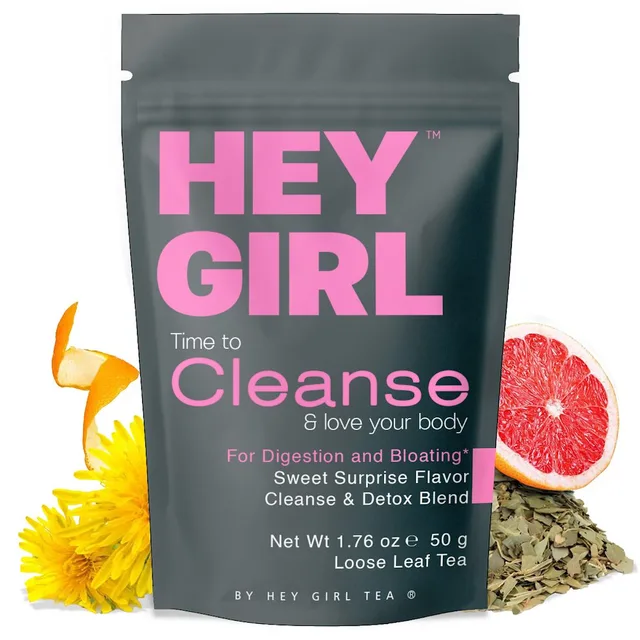 HEY™
GIRL
Time to
Cleanse
& love your body
For Digestion and Bloating*
Sweet Surprise Flavor
Cleanse & Detox Blend
Net Wt 1.76 oz ℮ 50 g
Loose Leaf Tea
BY HEY GIRL TEA ®